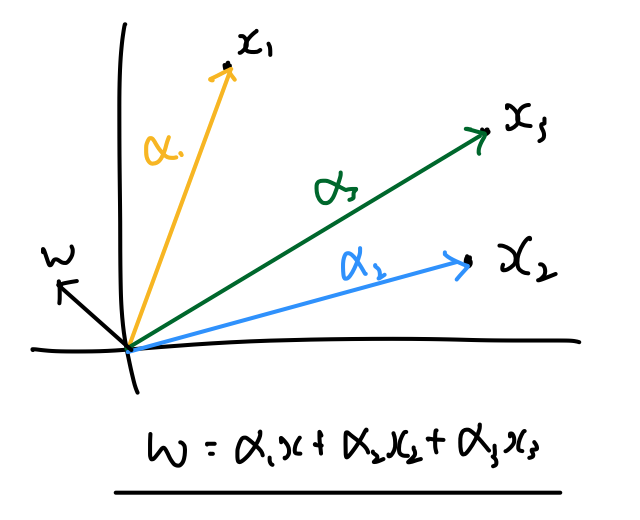 x₁
α₁
x₃
α₃
w
α₂
x₂
w = α₁x + α₂x₂ + α₃x₃